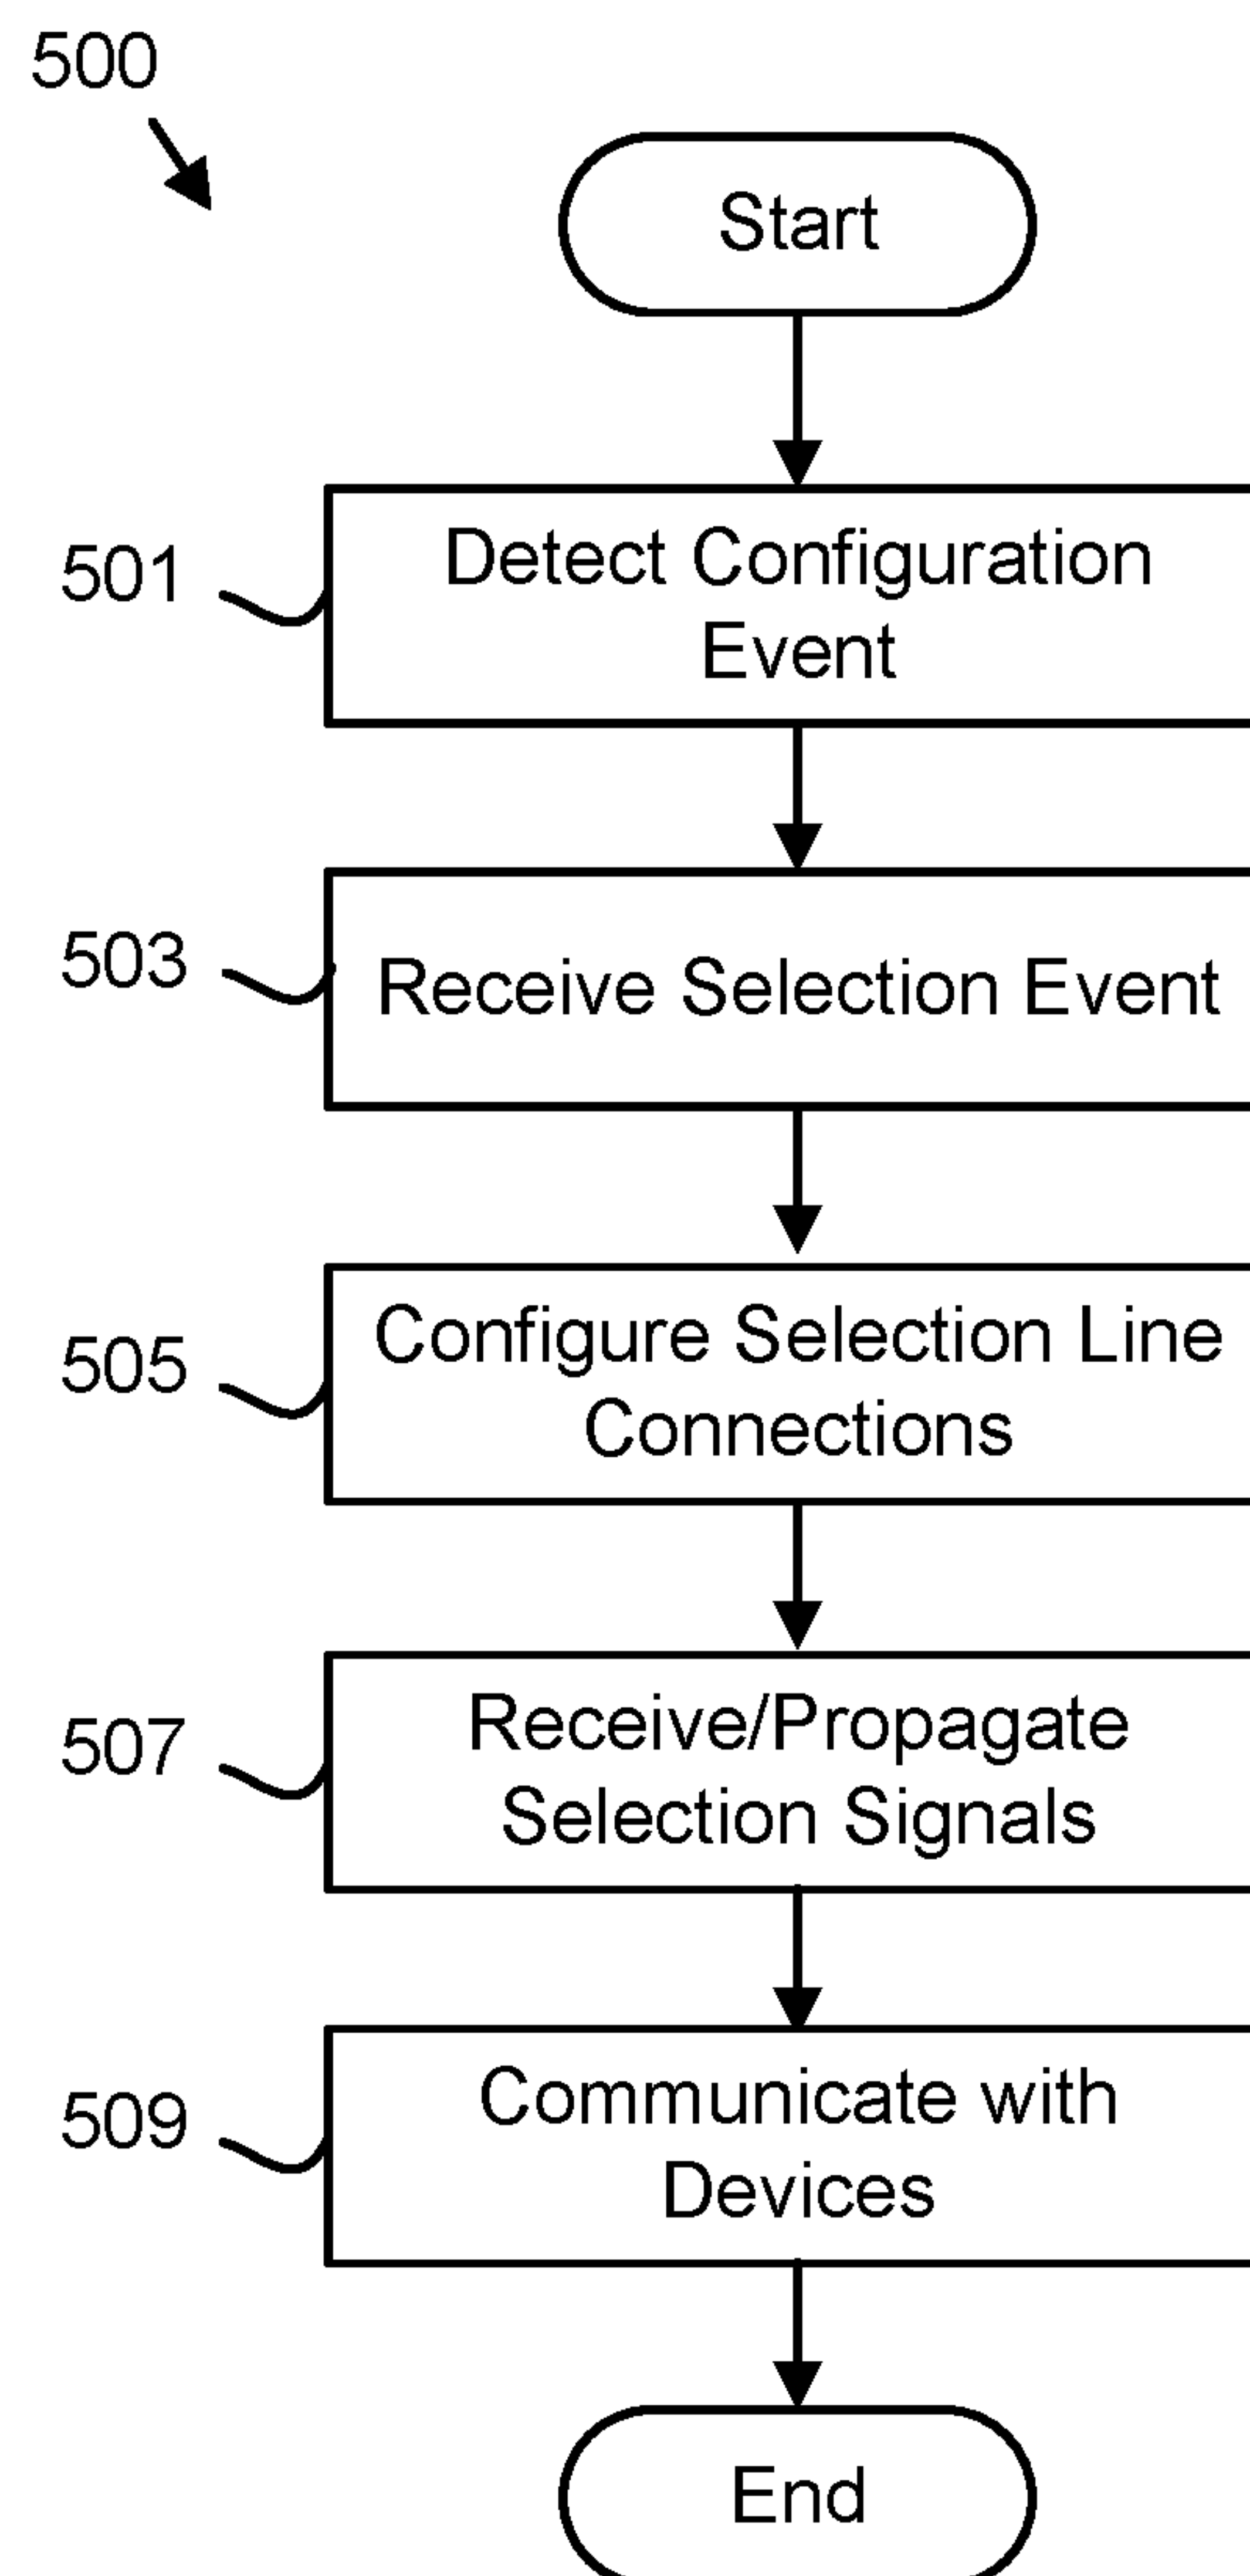 500
Start
501
Detect Configuration
Event
503
Receive Selection Event
505
Configure Selection Line
Connections
507
Receive/Propagate
Selection Signals
509
Communicate with
Devices
End